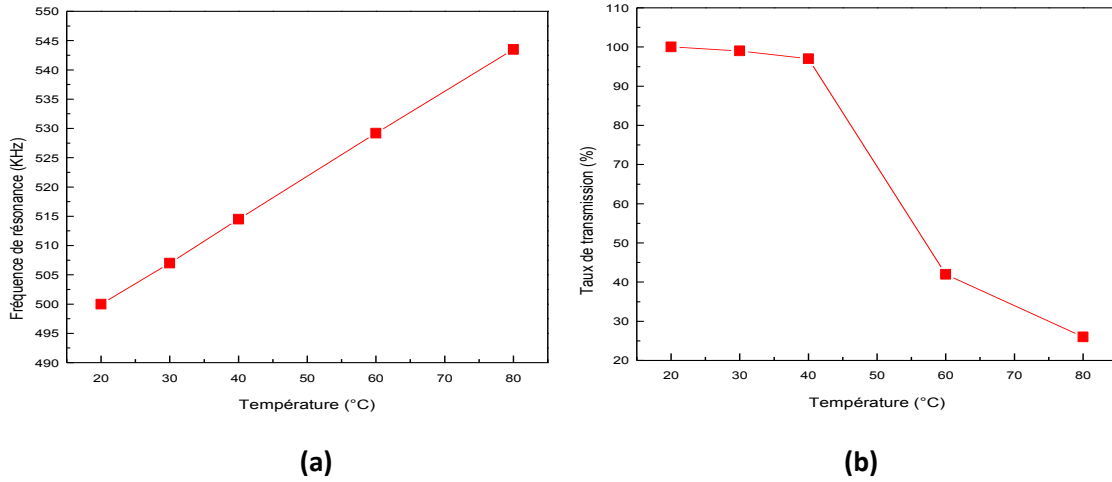 550
545
540
535
530
525
520
515
510
505
500
495
490
Fréquence de résonance (KHz)
20 30 40 50 60 70 80
Température (°C)
(a)
110
100
90
80
70
60
50
40
30
20
Taux de transmission (%)
20 30 40 50 60 70 80
Température (°C)
(b)